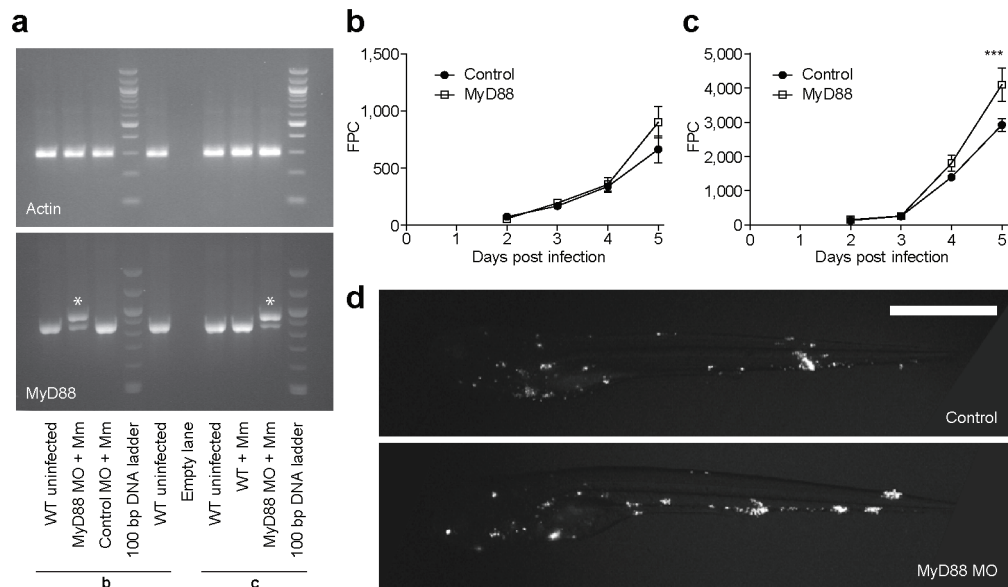 a
Actin
*
*
MyD88
WT uninfected
MyD88 MO + Mm
Control MO + Mm
100 bp DNA ladder
WT uninfected
Empty lane
WT uninfected
WT + Mm
MyD88 MO + Mm
100 bp DNA ladder
b
c
b
1,500
1,000
500
0
FPC
Control
MyD88
0 1 2 3 4 5
Days post infection
c
5,000
4,000
3,000
2,000
1,000
0
FPC
***
Control
MyD88
0 1 2 3 4 5
Days post infection
d
Control
MyD88 MO